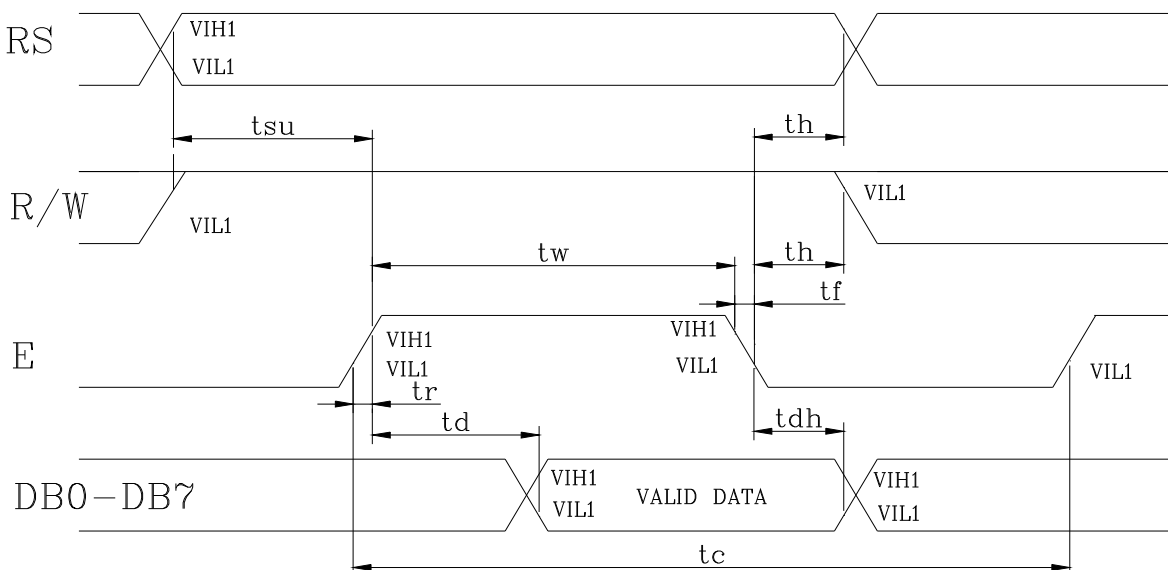 RS
VIH1
VIL1
tsu
th
R/W
VIL1
VIL1
tw
th
tf
E
VIH1
VIL1
VIH1
VIL1
VIL1
tr
td
tdh
DB0-DB7
VIH1
VIL1
VALID DATA
VIH1
VIL1
tc